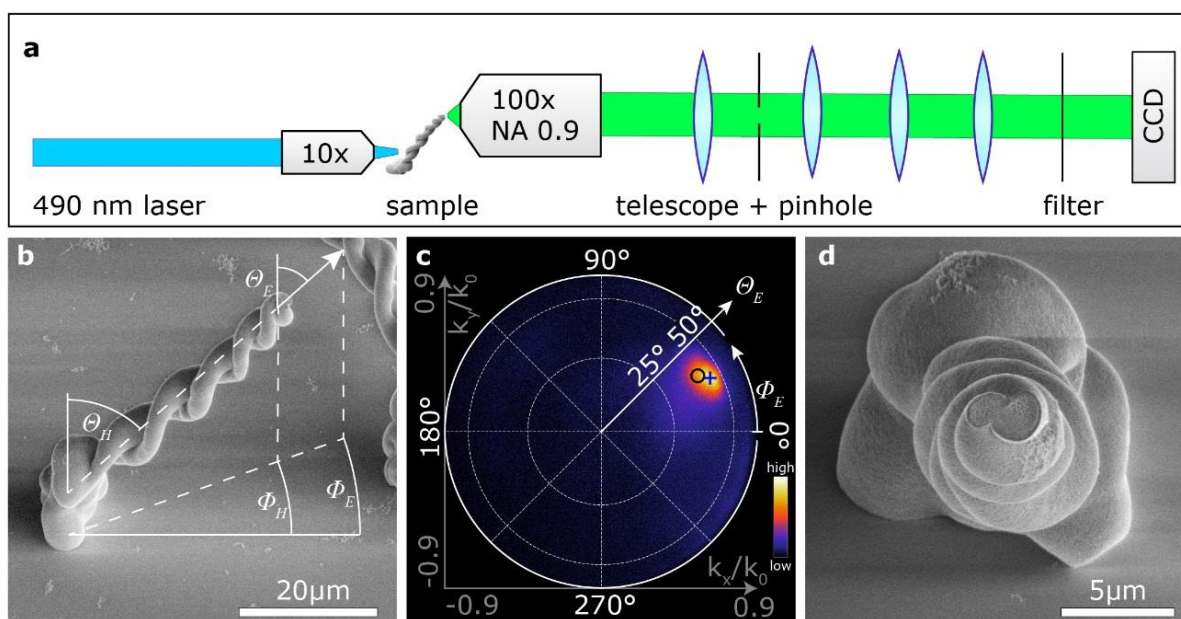 a
10x
100x
NA 0.9
CCD
490 nm laser
sample
telescope + pinhole
filter
b
Θ_E
Θ_H
Φ_H
Φ_E
20µm
c
90°
0.9
k_y/k_0
Θ_E
25° 50°
Φ_E
180°
0°
high
low
-0.9
k_x/k_0
-0.9
270°
0.9
d
5µm